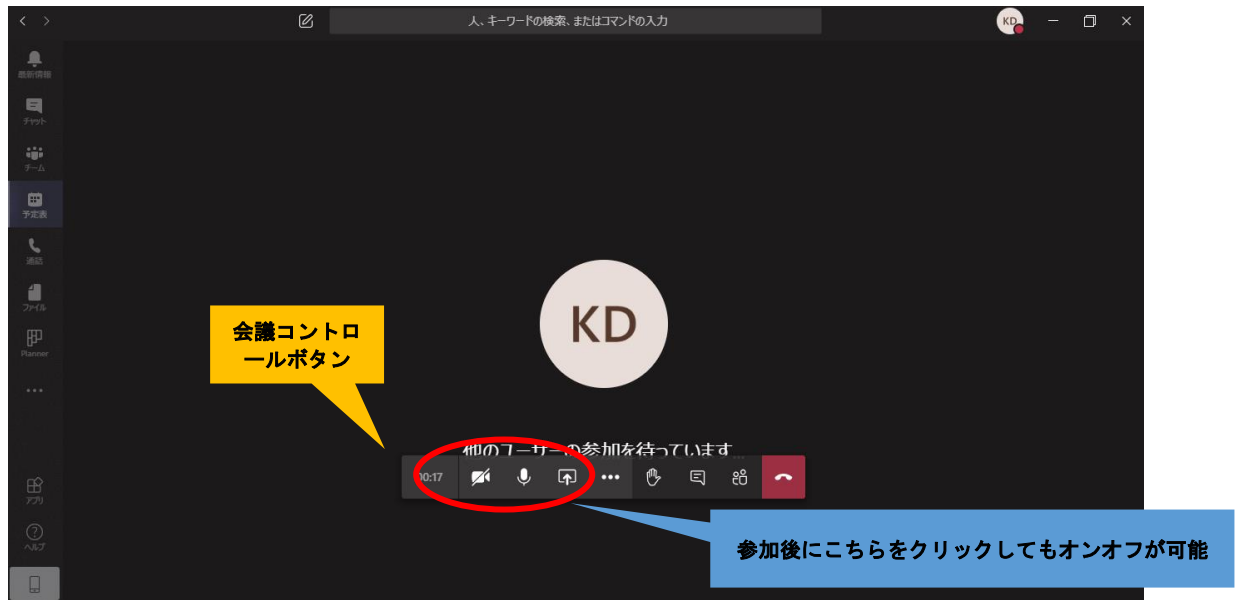 人、キーワードの検索、またはコマンドの入力
KD
最新情報
チャット
チーム
予定表
通話
ファイル
Planner
アプリ
ヘルプ
会議コントロ
ールボタン
KD
他のユーザーの参加を待っています...
00:17
参加後にこちらをクリックしてもオンオフが可能